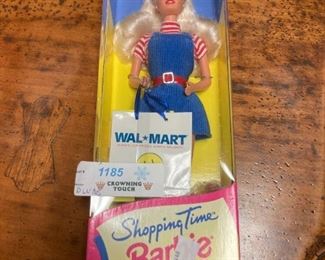 WAL★MART
1185
CROWNING
TOUCH
Shopping Time
Barbie